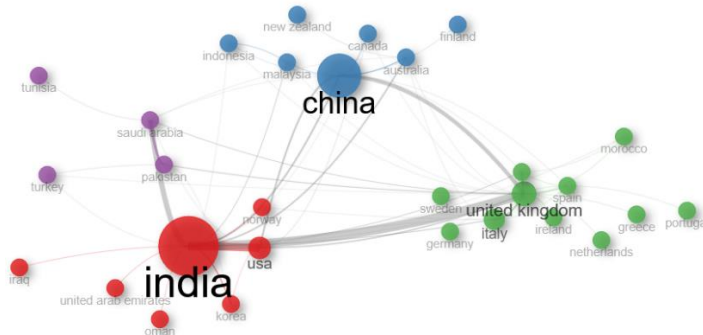 new zealand
canada
finland
indonesia
malaysia
australia
tunisia
china
saudi arabia
morocco
turkey
pakistan
spain
sweden
norway
united kingdom
portugal
greece
ireland
italy
germany
netherlands
usa
india
iraq
united arab emirates
korea
oman